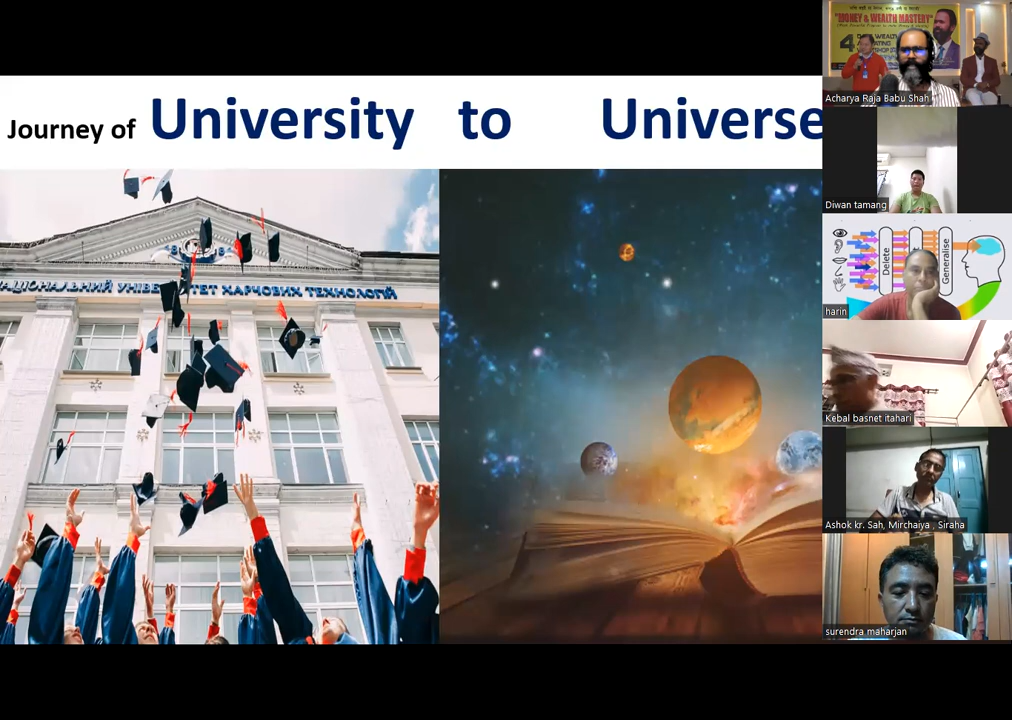 Journey of University to Universe
НАЦІОНАЛЬНИЙ УНІВЕРСИТЕТ ХАРЧОВИХ ТЕХНОЛОГІЙ
"MONEY & WEALTH MASTERY"
4
Acharya Raja Babu Shah
Diwan tamang
Delete
Generalise
harin
Kebal basnet itahari
Ashok kr. Sah, Mirchaiya , Siraha
surendra maharjan